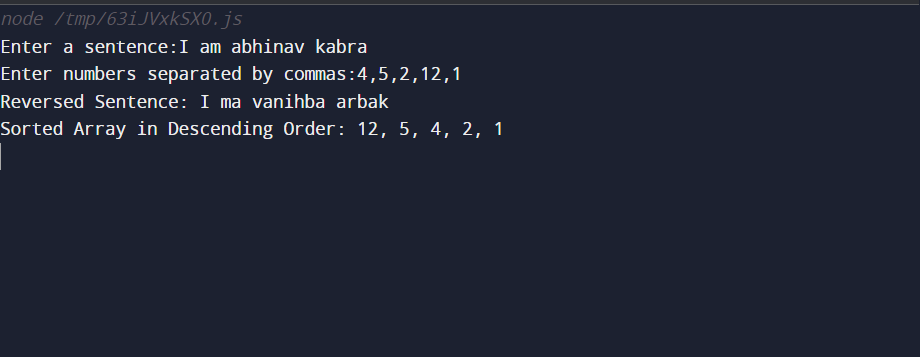 node /tmp/63iJVxkSXO.js
Enter a sentence:I am abhinav kabra
Enter numbers separated by commas:4,5,2,12,1
Reversed Sentence: I ma vanihba arbak
Sorted Array in Descending Order: 12, 5, 4, 2, 1